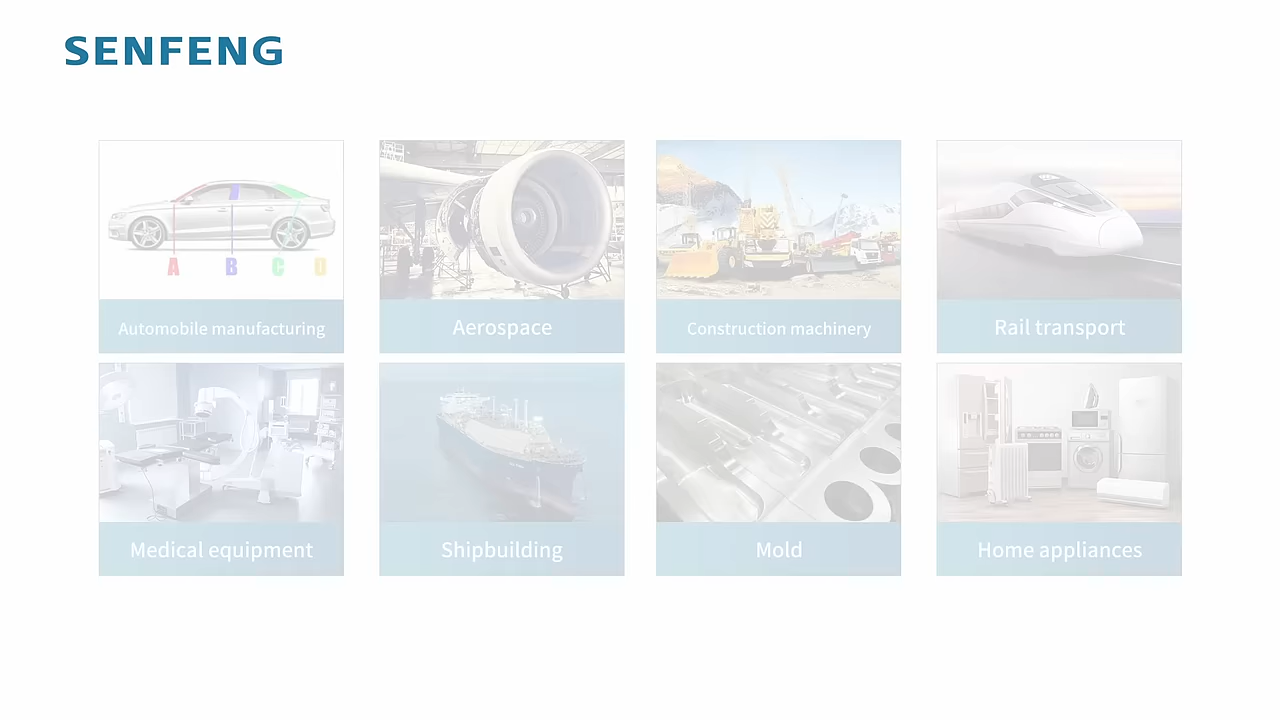 SENFENG
A B C D
Automobile manufacturing
Aerospace
Construction machinery
Rail transport
Medical equipment
Shipbuilding
Mold
Home appliances